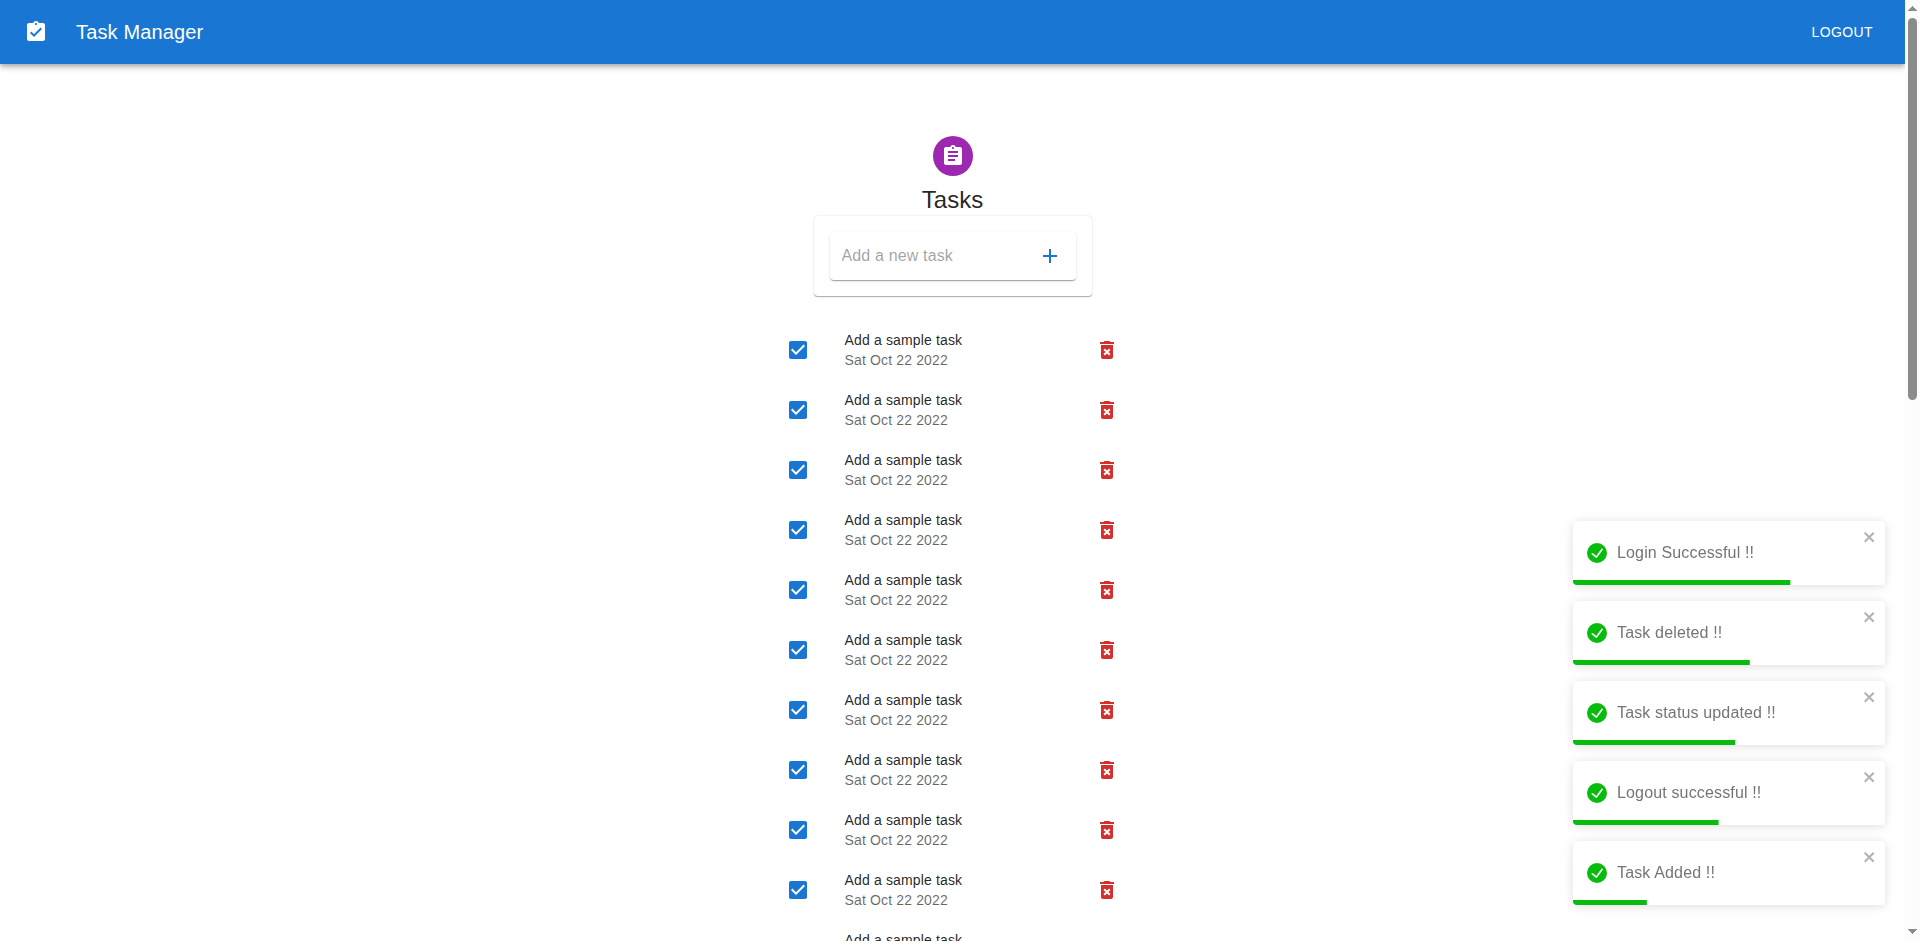 Task Manager
LOGOUT
Tasks
Add a new task
Add a sample task
Sat Oct 22 2022
Add a sample task
Sat Oct 22 2022
Add a sample task
Sat Oct 22 2022
Add a sample task
Sat Oct 22 2022
Add a sample task
Sat Oct 22 2022
Add a sample task
Sat Oct 22 2022
Add a sample task
Sat Oct 22 2022
Add a sample task
Sat Oct 22 2022
Add a sample task
Sat Oct 22 2022
Add a sample task
Sat Oct 22 2022
Add a sample task
Login Successful !!
Task deleted !!
Task status updated !!
Logout successful !!
Task Added !!